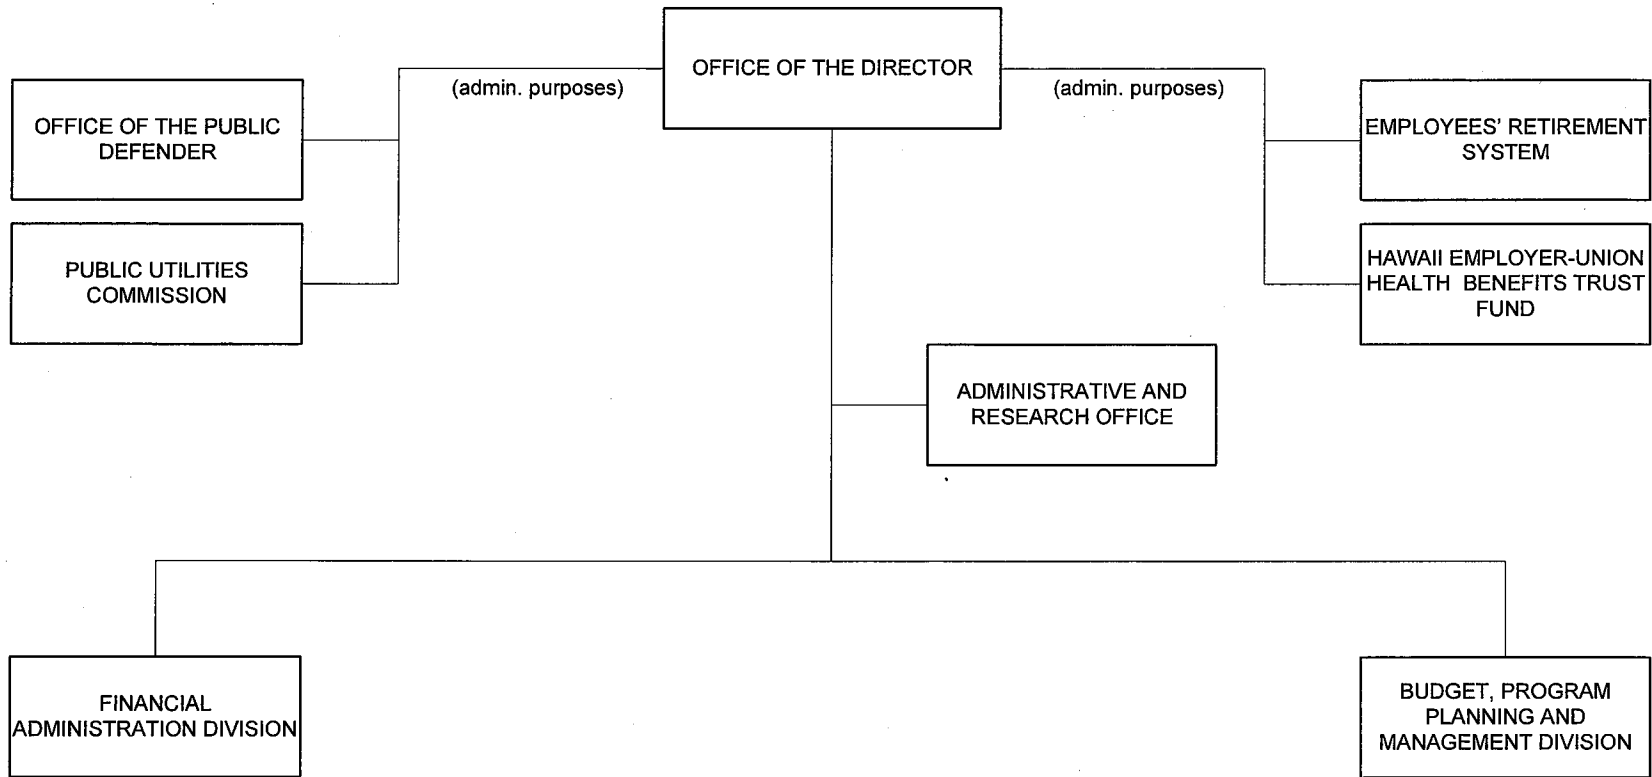 OFFICE OF THE DIRECTOR
(admin. purposes)
(admin. purposes)
OFFICE OF THE PUBLIC
DEFENDER
EMPLOYEES' RETIREMENT
SYSTEM
PUBLIC UTILITIES
COMMISSION
HAWAII EMPLOYER-UNION
HEALTH BENEFITS TRUST
FUND
ADMINISTRATIVE AND
RESEARCH OFFICE
FINANCIAL
ADMINISTRATION DIVISION
BUDGET, PROGRAM
PLANNING AND
MANAGEMENT DIVISION